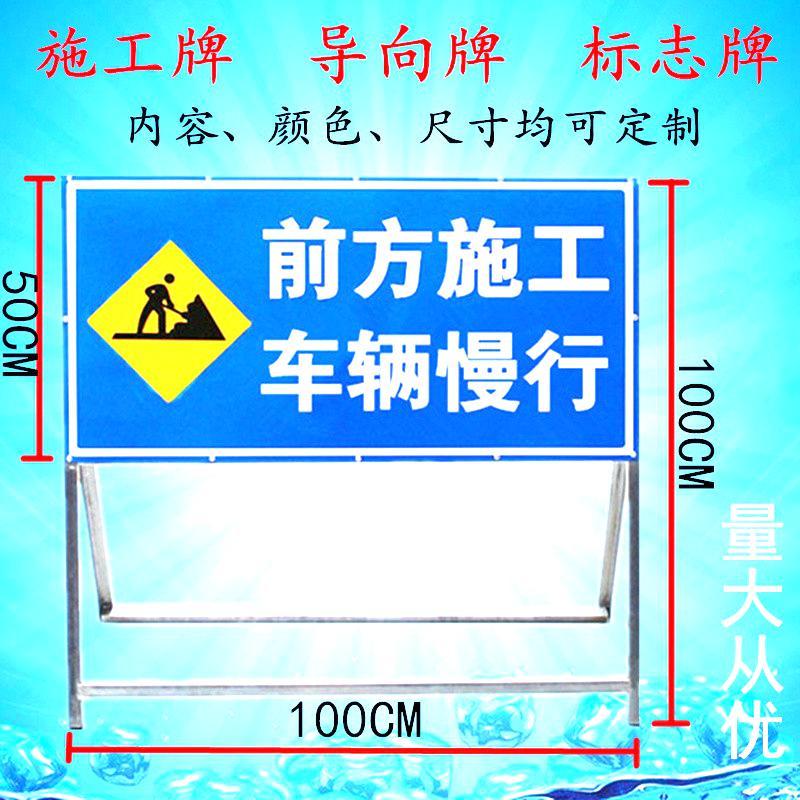 施工牌 导向牌 标志牌
内容、颜色、尺寸均可定制
前方施工
车辆慢行
50CM
100CM
100CM
量大从优